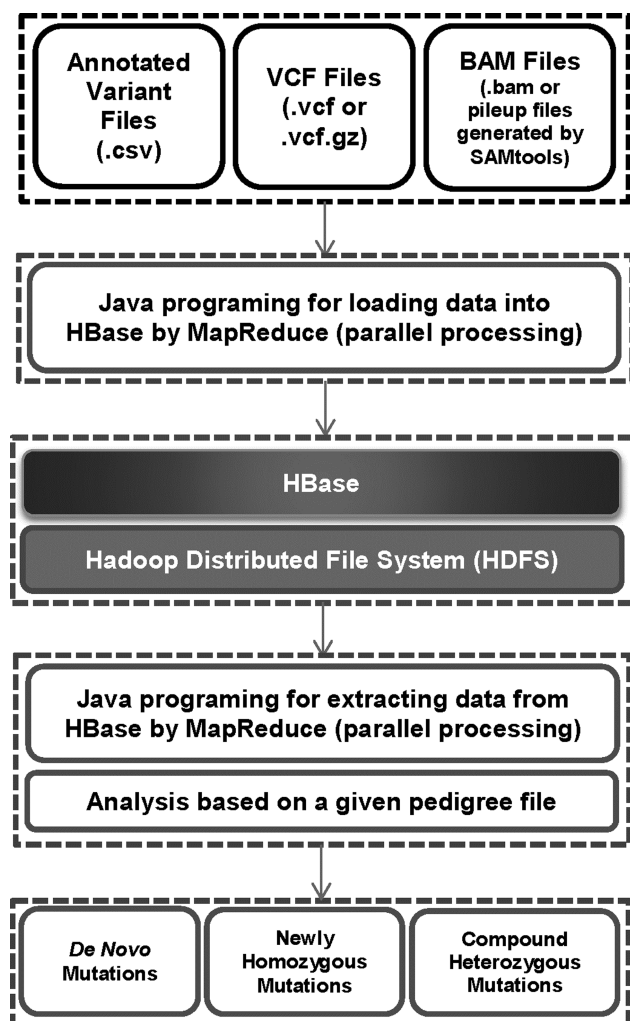 Annotated
Variant
Files
(.csv)
VCF Files
(.vcf or
.vcf.gz)
BAM Files
(.bam or
pileup files
generated by
SAMtools)
Java programing for loading data into
HBase by MapReduce (parallel processing)
HBase
Hadoop Distributed File System (HDFS)
Java programing for extracting data from
HBase by MapReduce (parallel processing)
Analysis based on a given pedigree file
De Novo
Mutations
Newly
Homozygous
Mutations
Compound
Heterozygous
Mutations